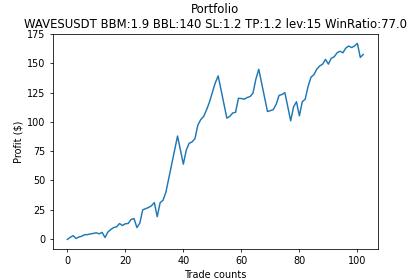 Portfolio
WAVESUSDT BBM:1.9 BBL:140 SL:1.2 TP:1.2 lev:15 WinRatio:77.0
175
150
125
100
75
50
25
0
Profit ($)
0 20 40 60 80 100
Trade counts